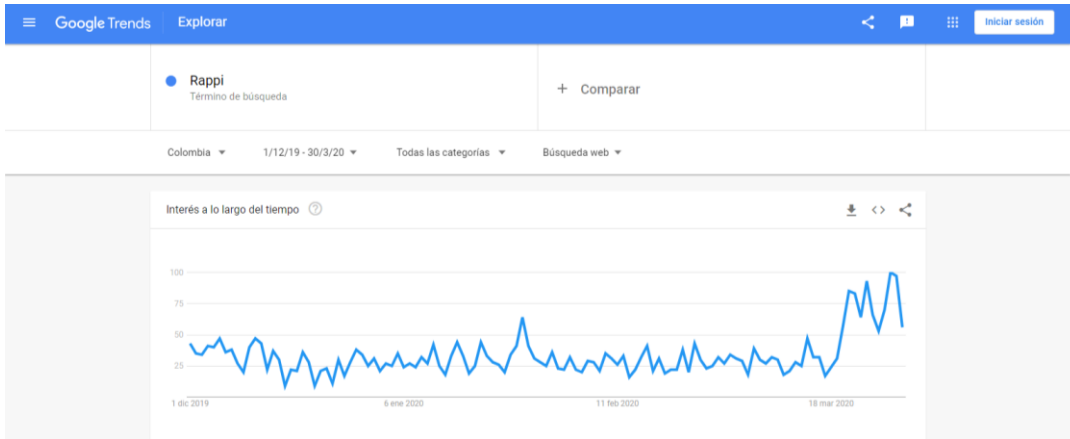 Google Trends Explorar Iniciar sesión
Rappi
Término de búsqueda
+ Comparar
Colombia 1/12/19 - 30/3/20 Todas las categorías Búsqueda web
Interés a lo largo del tiempo
100
75
50
25
1 dic 2019 6 ene 2020 11 feb 2020 18 mar 2020